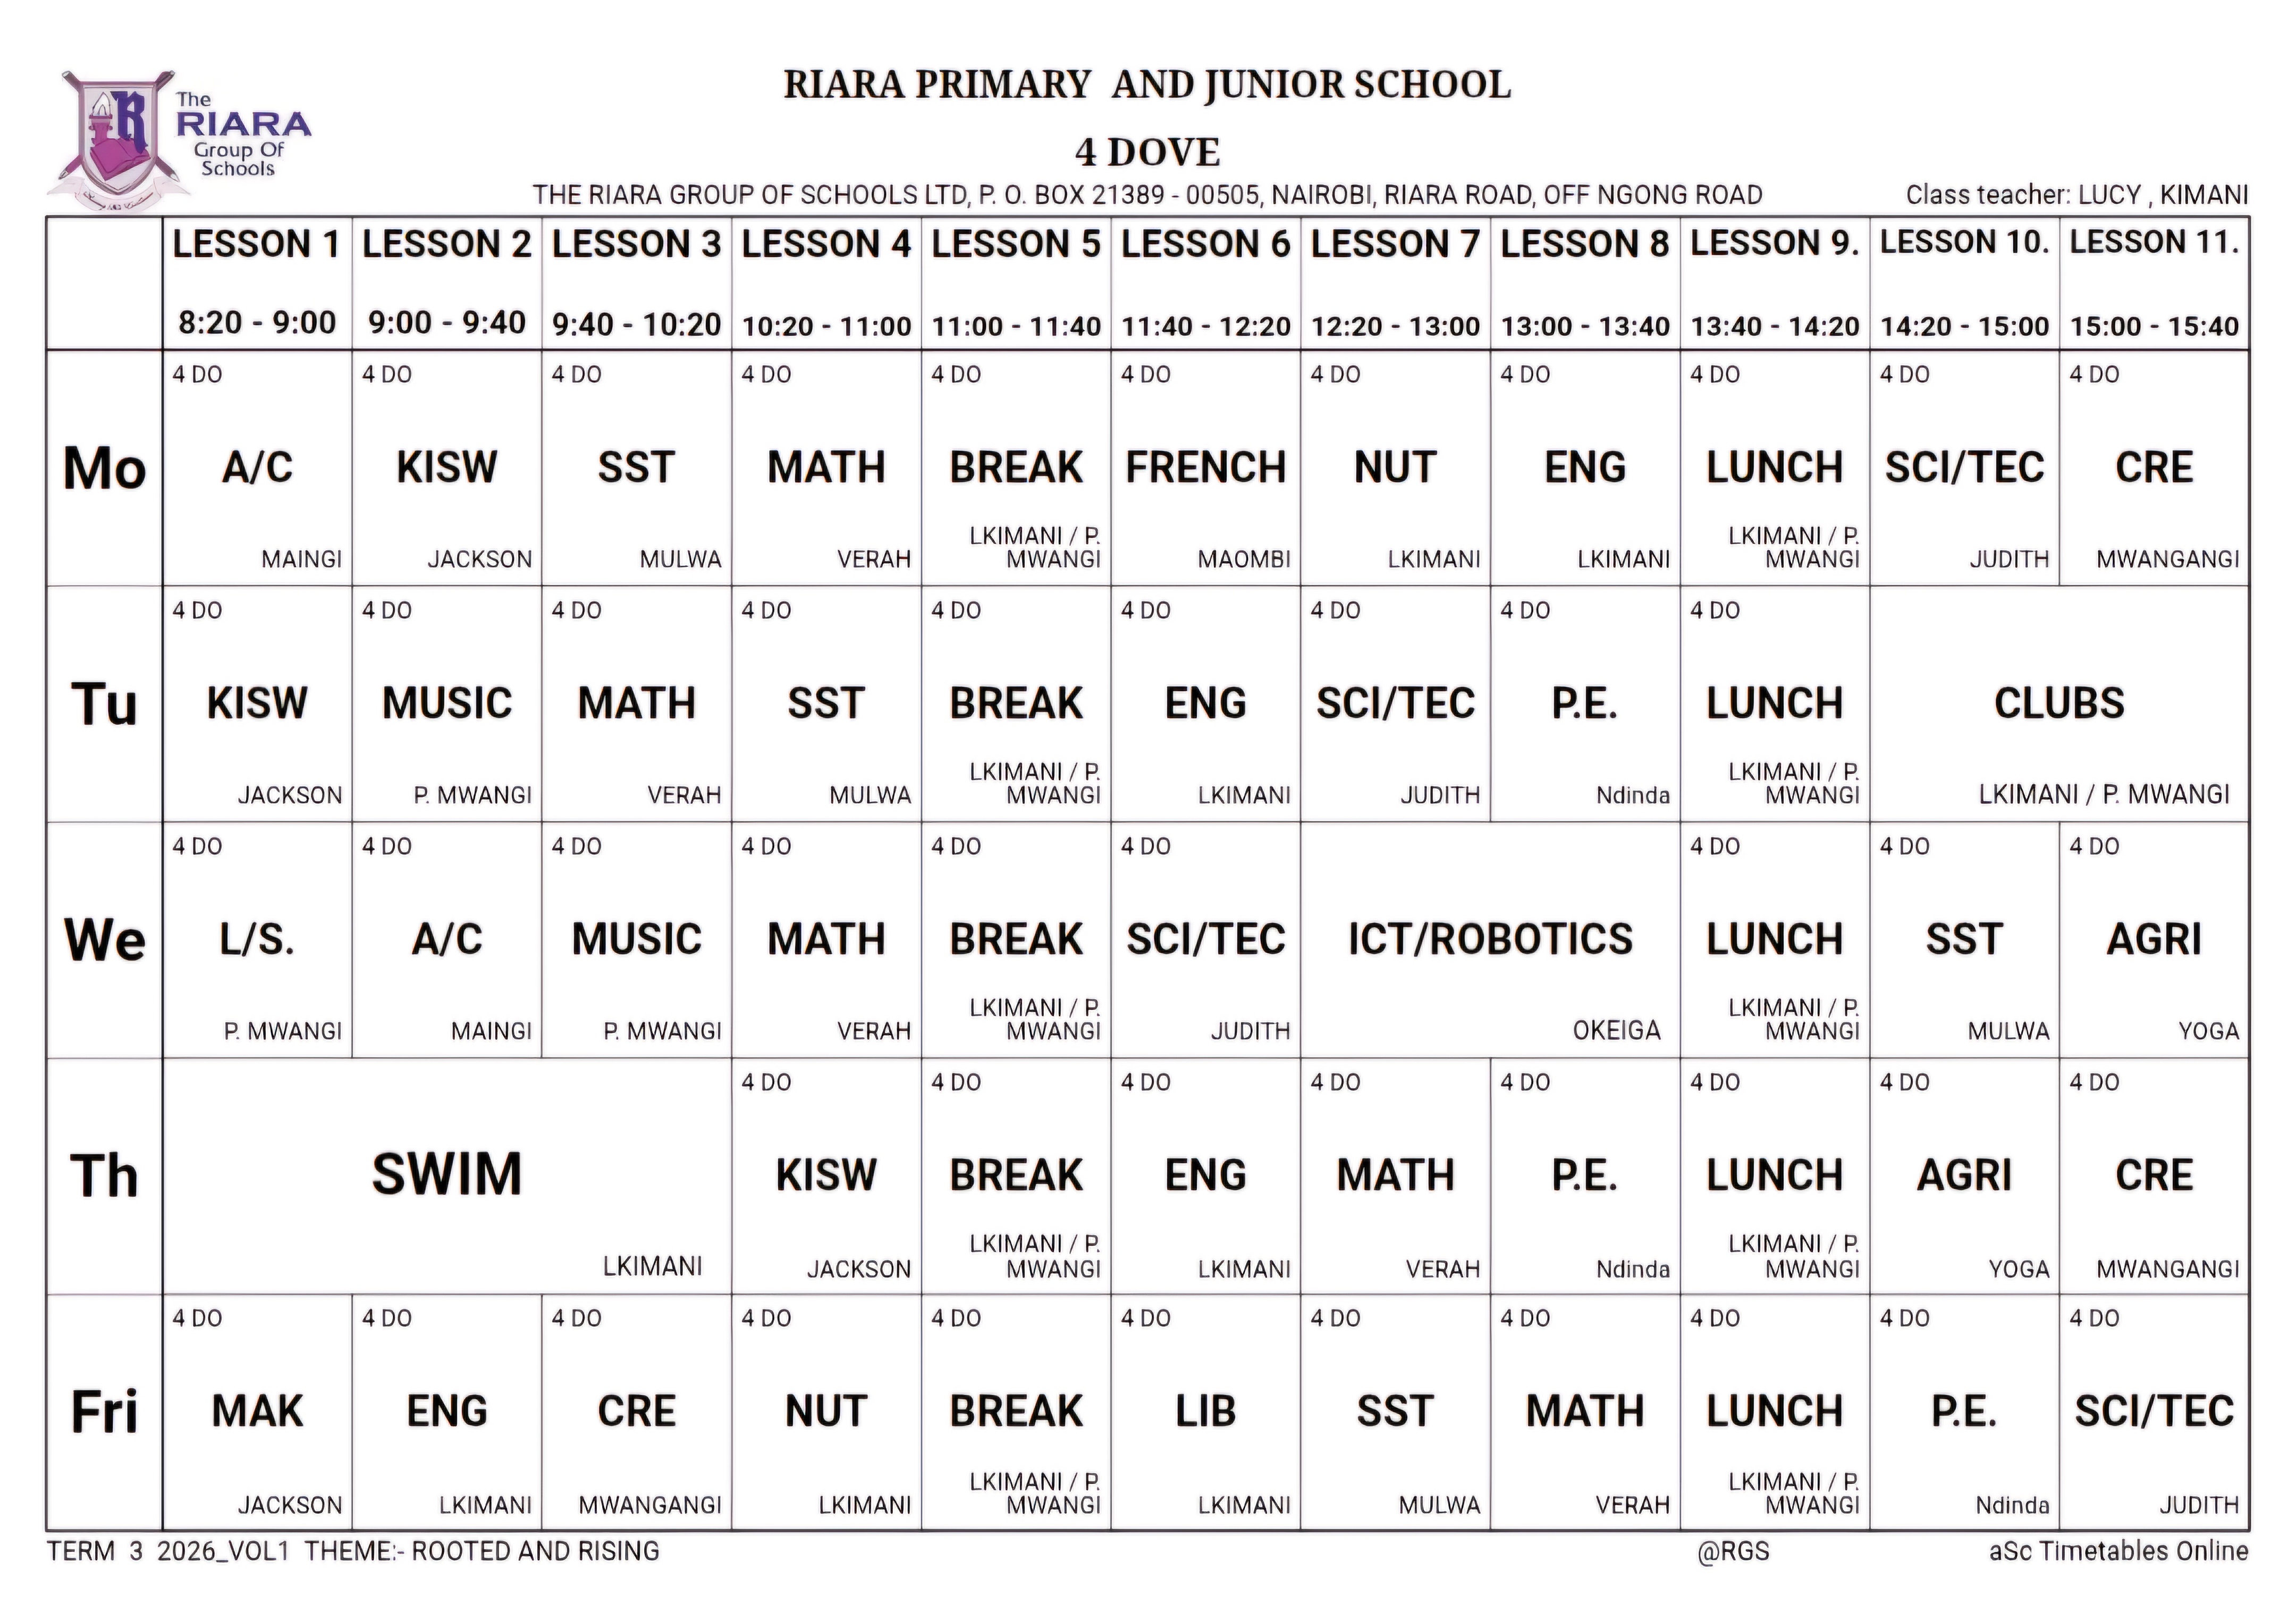 The
RIARA
Group Of
Schools
RIARA PRIMARY AND JUNIOR SCHOOL
4 DOVE
THE RIARA GROUP OF SCHOOLS LTD, P. O. BOX 21389 - 00505, NAIROBI, RIARA ROAD, OFF NGONG ROAD
Class teacher: LUCY , KIMANI
LESSON 1 LESSON 2 LESSON 3 LESSON 4 LESSON 5 LESSON 6 LESSON 7 LESSON 8 LESSON 9. LESSON 10. LESSON 11.
8:20 - 9:00 9:00 - 9:40 9:40 - 10:20 10:20 - 11:00 11:00 - 11:40 11:40 - 12:20 12:20 - 13:00 13:00 - 13:40 13:40 - 14:20 14:20 - 15:00 15:00 - 15:40
4 DO 4 DO 4 DO 4 DO 4 DO 4 DO 4 DO 4 DO 4 DO 4 DO 4 DO
Mo A/C KISW SST MATH BREAK FRENCH NUT ENG LUNCH SCI/TEC CRE
LKIMANI / P. LKIMANI / P.
MAINGI JACKSON MULWA VERAH MWANGI MAOMBI LKIMANI LKIMANI MWANGI JUDITH MWANGANGI
4 DO 4 DO 4 DO 4 DO 4 DO 4 DO 4 DO 4 DO 4 DO
Tu KISW MUSIC MATH SST BREAK ENG SCI/TEC P.E. LUNCH CLUBS
LKIMANI / P. LKIMANI / P.
JACKSON P. MWANGI VERAH MULWA MWANGI LKIMANI JUDITH Ndinda MWANGI LKIMANI / P. MWANGI
4 DO 4 DO 4 DO 4 DO 4 DO 4 DO 4 DO 4 DO 4 DO
We L/S. A/C MUSIC MATH BREAK SCI/TEC ICT/ROBOTICS LUNCH SST AGRI
LKIMANI / P. LKIMANI / P.
P. MWANGI MAINGI P. MWANGI VERAH MWANGI JUDITH OKEIGA MWANGI MULWA YOGA
4 DO 4 DO 4 DO 4 DO 4 DO 4 DO 4 DO 4 DO
Th SWIM KISW BREAK ENG MATH P.E. LUNCH AGRI CRE
LKIMANI / P. LKIMANI / P.
LKIMANI JACKSON MWANGI LKIMANI VERAH Ndinda MWANGI YOGA MWANGANGI
4 DO 4 DO 4 DO 4 DO 4 DO 4 DO 4 DO 4 DO 4 DO 4 DO 4 DO
Fri MAK ENG CRE NUT BREAK LIB SST MATH LUNCH P.E. SCI/TEC
LKIMANI / P. LKIMANI / P.
JACKSON LKIMANI MWANGANGI LKIMANI MWANGI LKIMANI MULWA VERAH MWANGI Ndinda JUDITH
TERM 3 2026_VOL1 THEME:- ROOTED AND RISING @RGS aSc Timetables Online